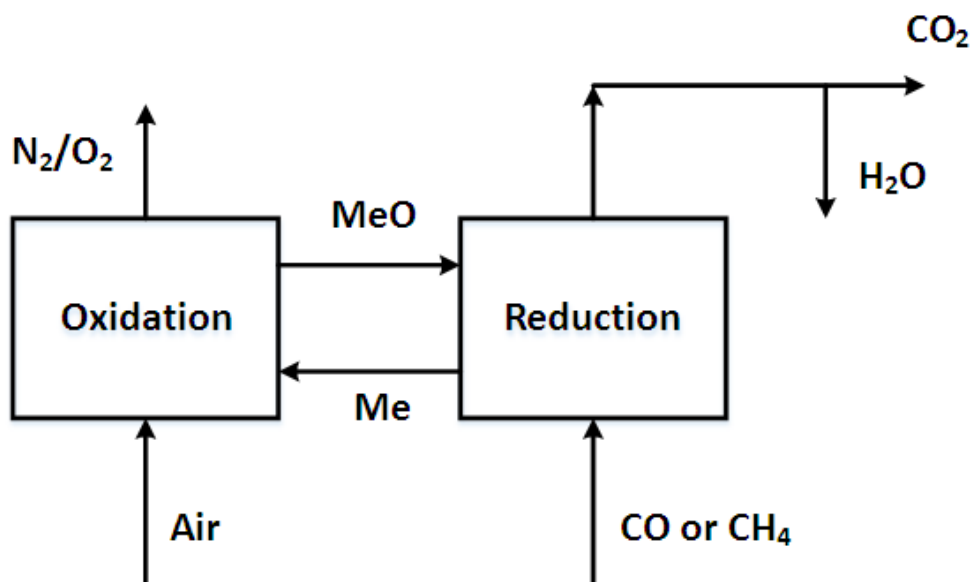 CO₂
N₂/O₂
MeO
H₂O
Oxidation
Reduction
Me
Air
CO or CH₄